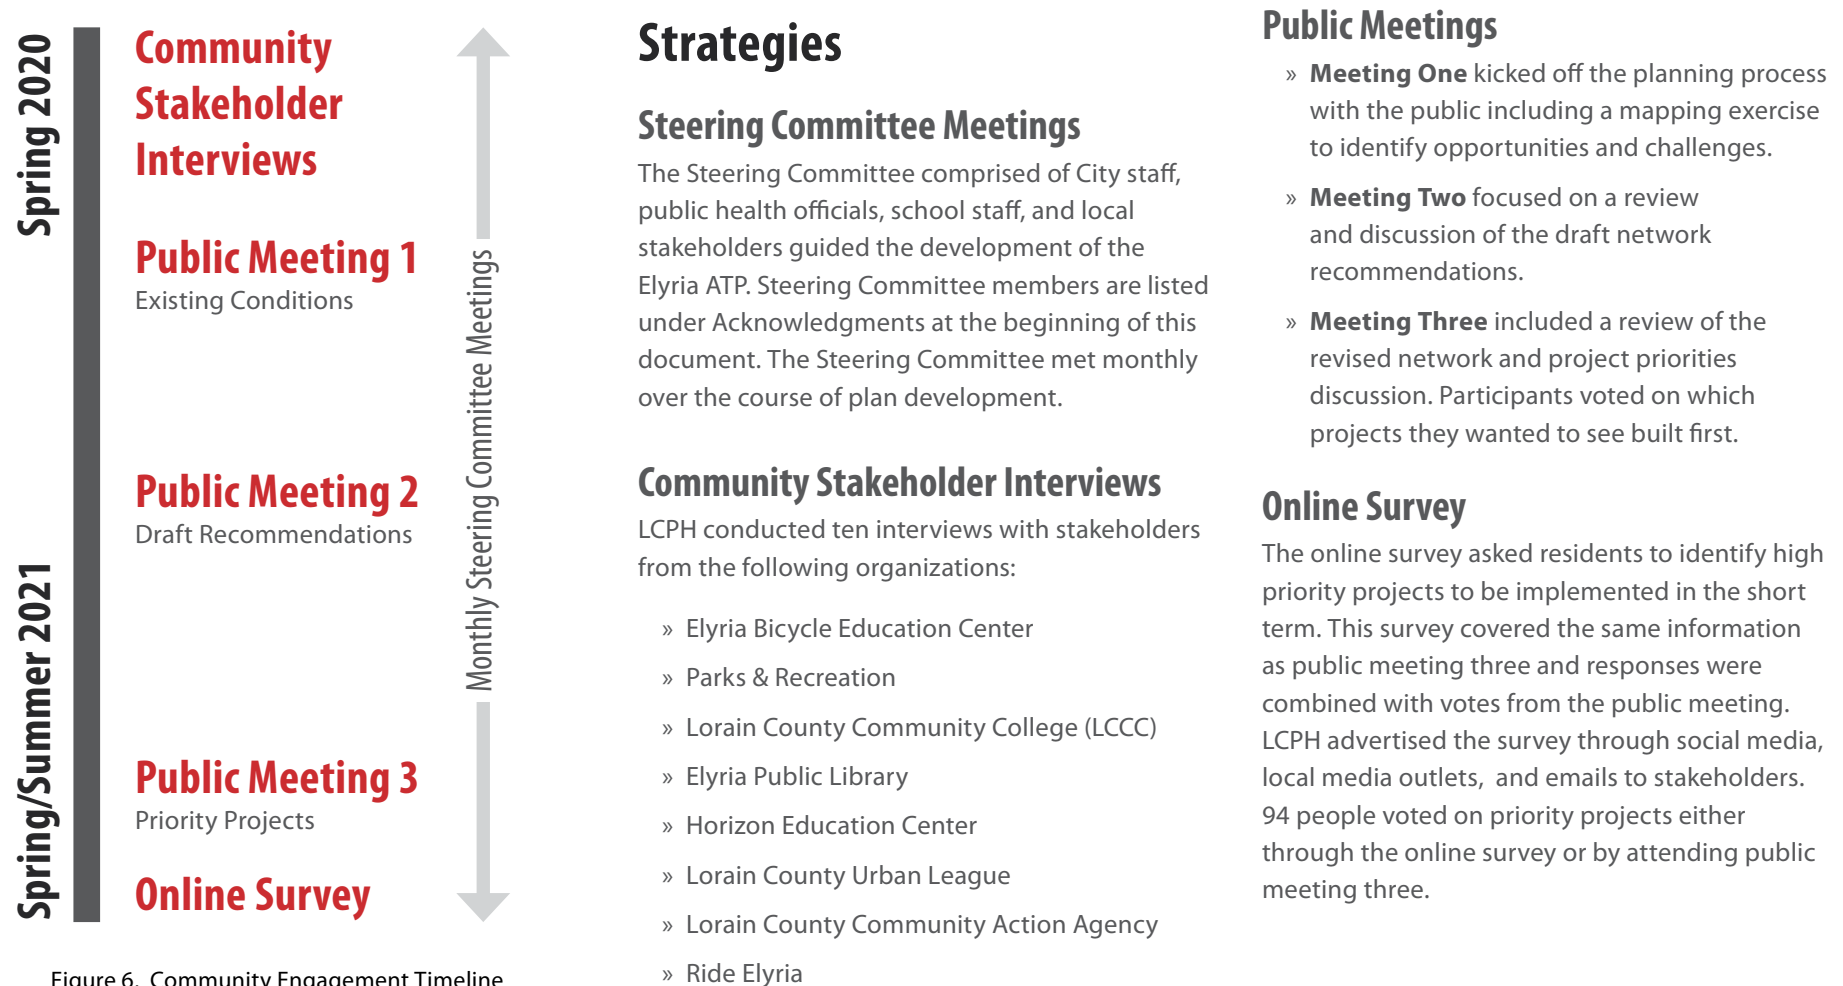 Spring 2020
Spring/Summer 2021
Community
Stakeholder
Interviews
Public Meeting 1
Existing Conditions
Public Meeting 2
Draft Recommendations
Public Meeting 3
Priority Projects
Online Survey
Monthly Steering Committee Meetings
Figure 6. Community Engagement Timeline
Strategies
Steering Committee Meetings
The Steering Committee comprised of City staff,
public health officials, school staff, and local
stakeholders guided the development of the
Elyria ATP. Steering Committee members are listed
under Acknowledgments at the beginning of this
document. The Steering Committee met monthly
over the course of plan development.
Community Stakeholder Interviews
LCPH conducted ten interviews with stakeholders
from the following organizations:
» Elyria Bicycle Education Center
» Parks & Recreation
» Lorain County Community College (LCCC)
» Elyria Public Library
» Horizon Education Center
» Lorain County Urban League
» Lorain County Community Action Agency
» Ride Elyria
Public Meetings
» Meeting One kicked off the planning process
with the public including a mapping exercise
to identify opportunities and challenges.
» Meeting Two focused on a review
and discussion of the draft network
recommendations.
» Meeting Three included a review of the
revised network and project priorities
discussion. Participants voted on which
projects they wanted to see built first.
Online Survey
The online survey asked residents to identify high
priority projects to be implemented in the short
term. This survey covered the same information
as public meeting three and responses were
combined with votes from the public meeting.
LCPH advertised the survey through social media,
local media outlets, and emails to stakeholders.
94 people voted on priority projects either
through the online survey or by attending public
meeting three.